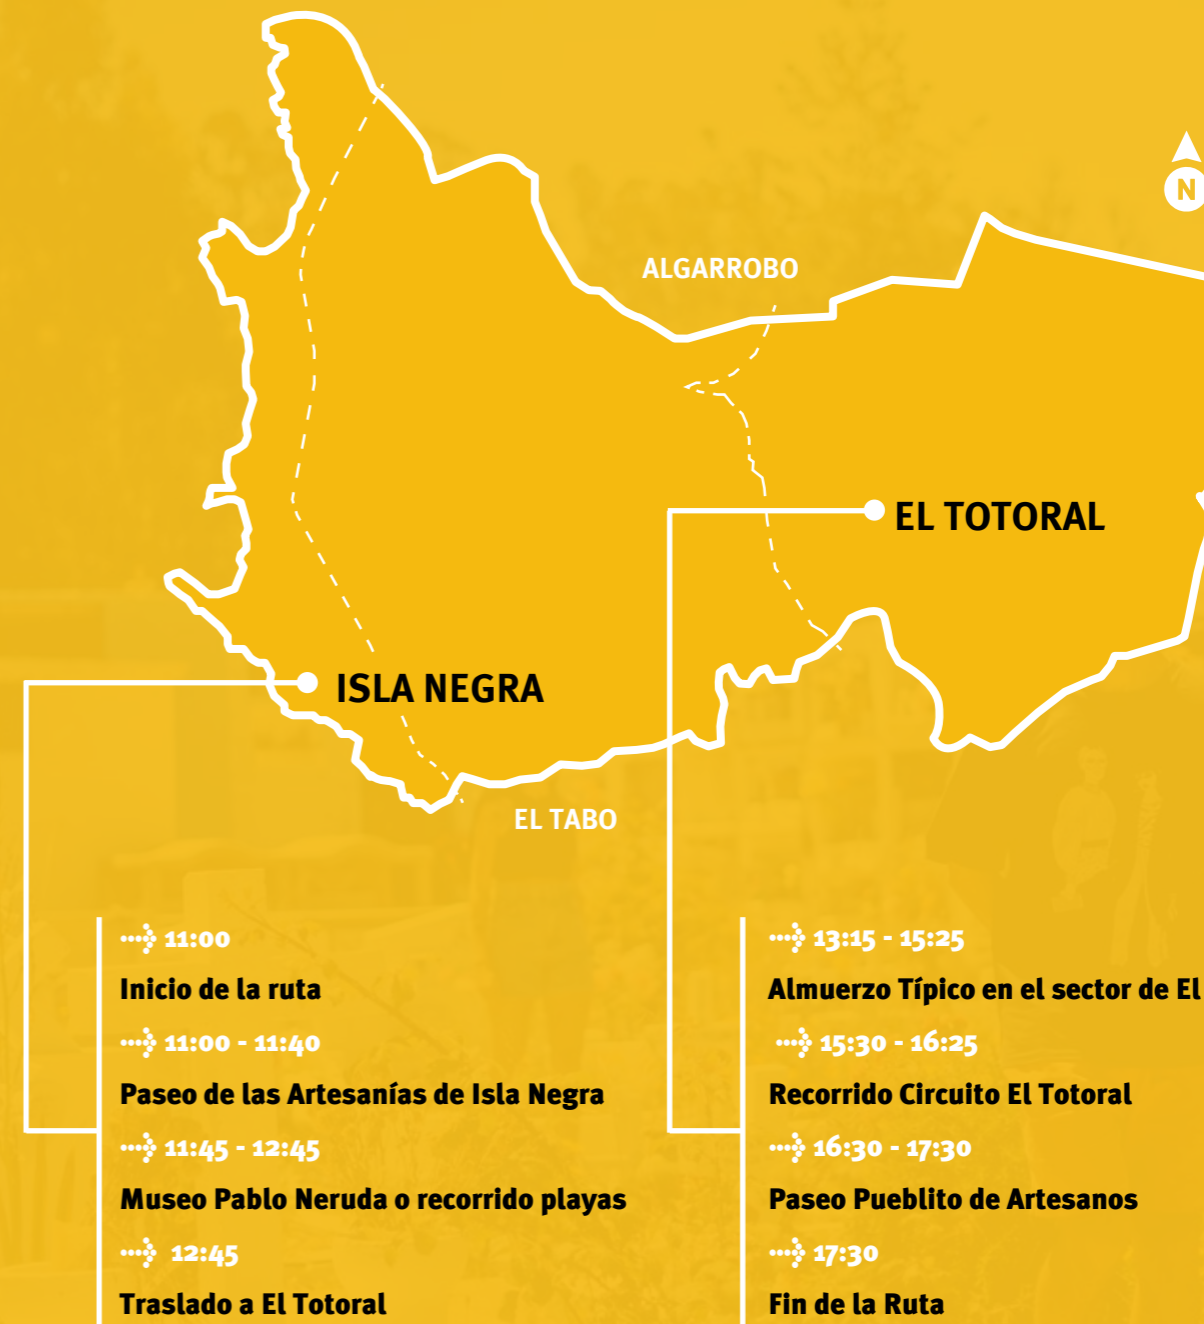 N
ALGARROBO
EL TOTORAL
ISLA NEGRA
EL TABO
11:00
Inicio de la ruta
11:00 - 11:40
Paseo de las Artesanías de Isla Negra
11:45 - 12:45
Museo Pablo Neruda o recorrido playas
12:45
Traslado a El Totoral
13:15 - 15:25
Almuerzo Típico en el sector de El
15:30 - 16:25
Recorrido Circuito El Totoral
16:30 - 17:30
Paseo Pueblito de Artesanos
17:30
Fin de la Ruta